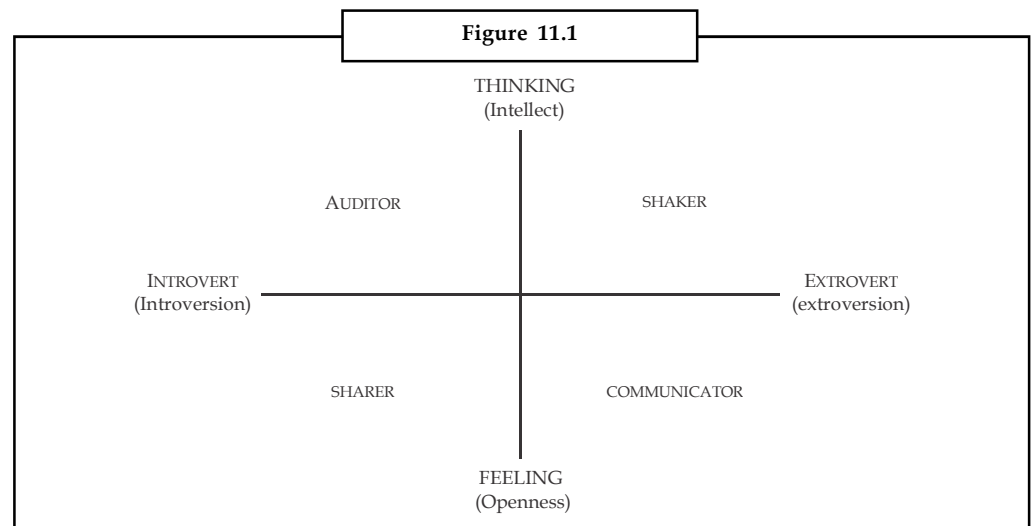 Figure 11.1
THINKING
(Intellect)
AUDITOR
SHAKER
INTROVERT
(Introversion)
EXTROVERT
(extroversion)
SHARER
COMMUNICATOR
FEELING
(Openness)